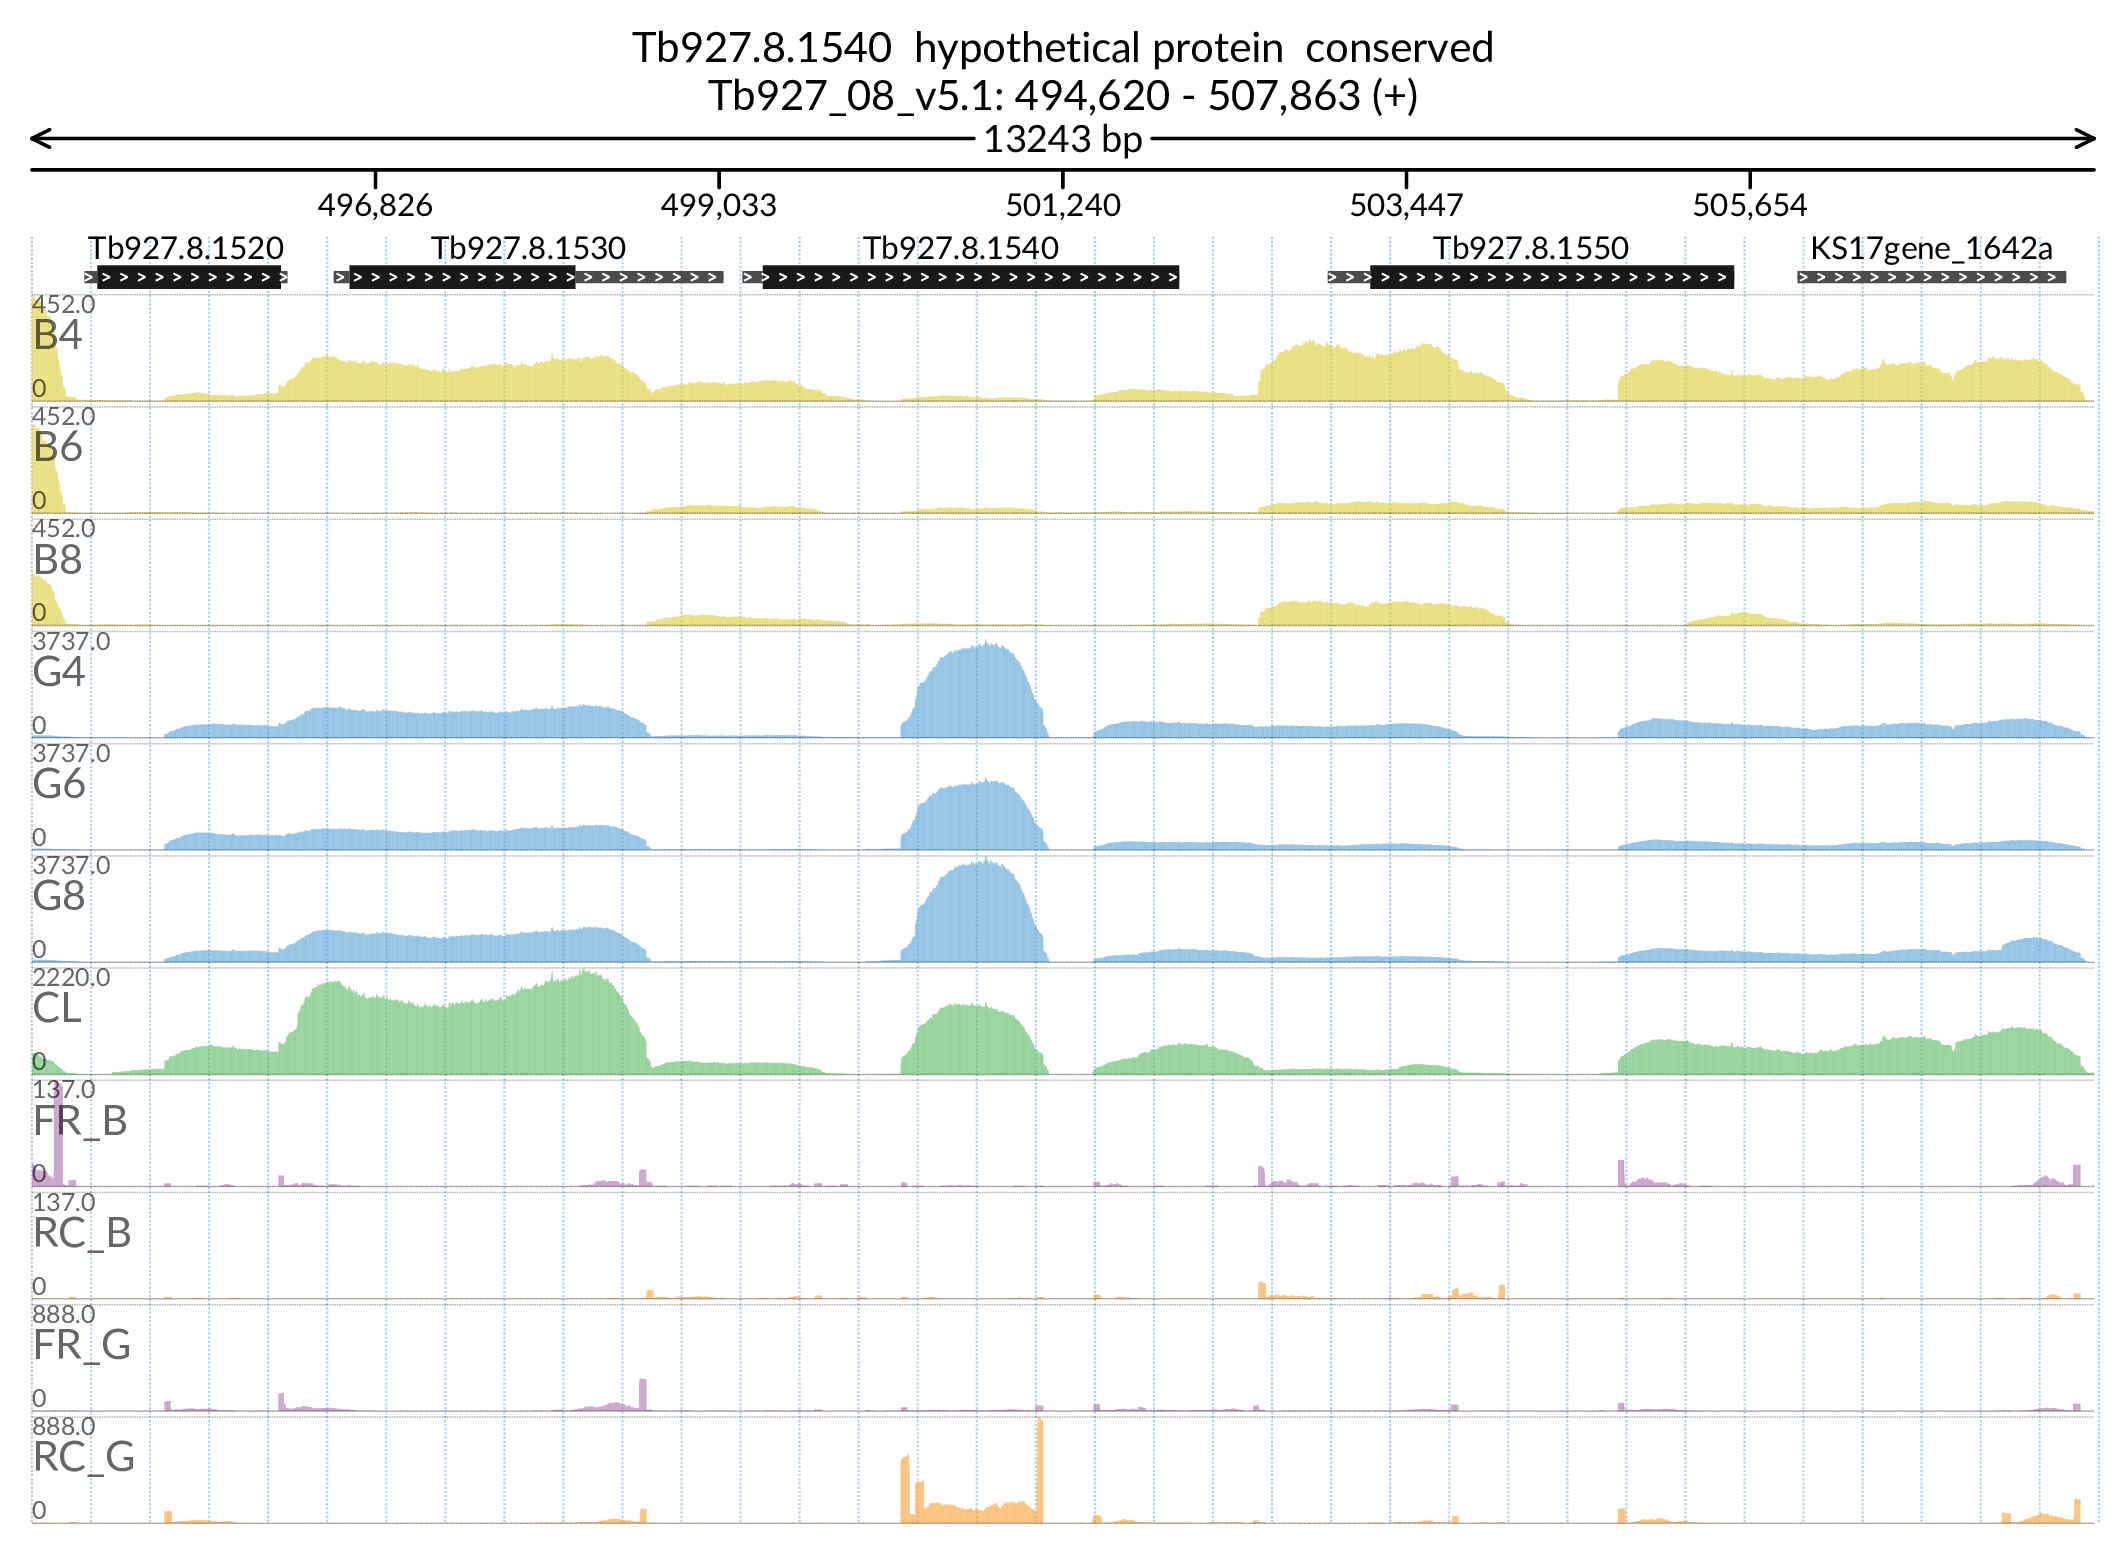 Tb927.8.1540 hypothetical protein conserved
Tb927_08_v5.1: 494,620 - 507,863 (+)
13243 bp
496,826 499,033 501,240 503,447 505,654
Tb927.8.1520 Tb927.8.1530 Tb927.8.1540 Tb927.8.1550 KS17gene_1642a
452.0
B4
0
452.0
B6
0
452.0
B8
0
3737.0
G4
0
3737.0
G6
0
3737.0
G8
0
2220.0
CL
0
137.0
FR_B
0
137.0
RC_B
0
888.0
FR_G
0
888.0
RC_G
0